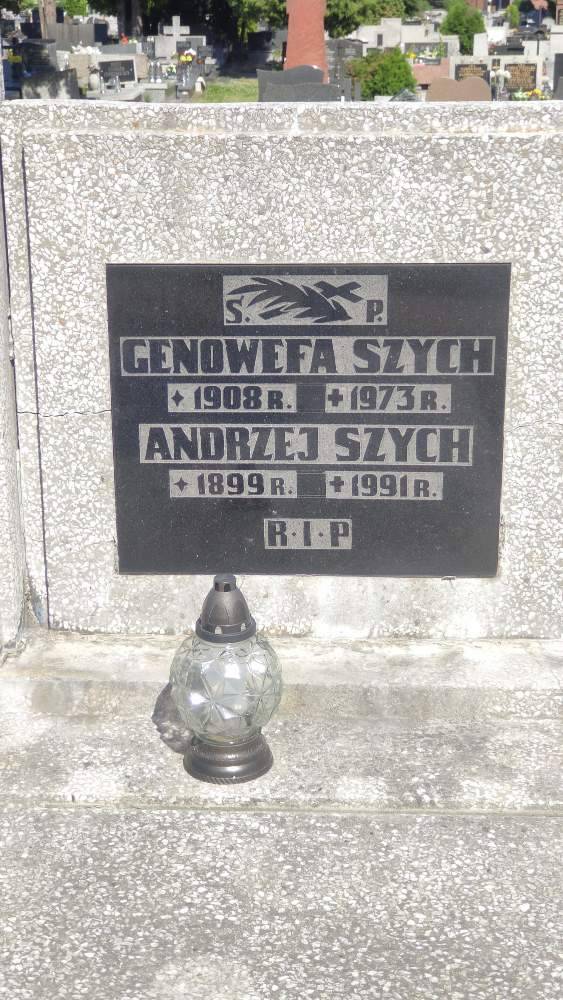 Ś. P.
GENOWEFA SZYCH
✦ 1908 R. ✝ 1973 R.
ANDRZEJ SZYCH
✦ 1899 R. ✝ 1991 R.
R·I·P